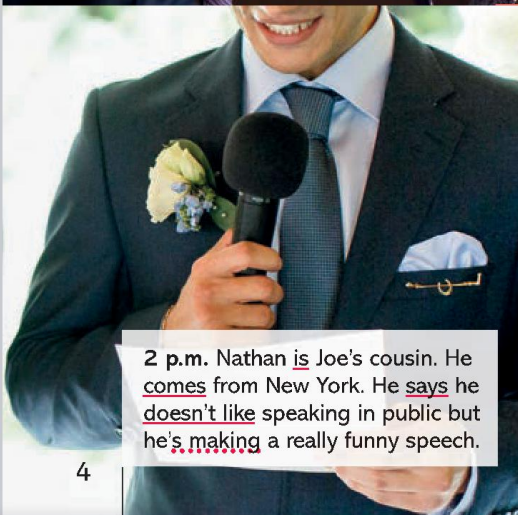 2 p.m. Nathan is Joe's cousin. He
comes from New York. He says he
doesn't like speaking in public but
he's making a really funny speech.
4